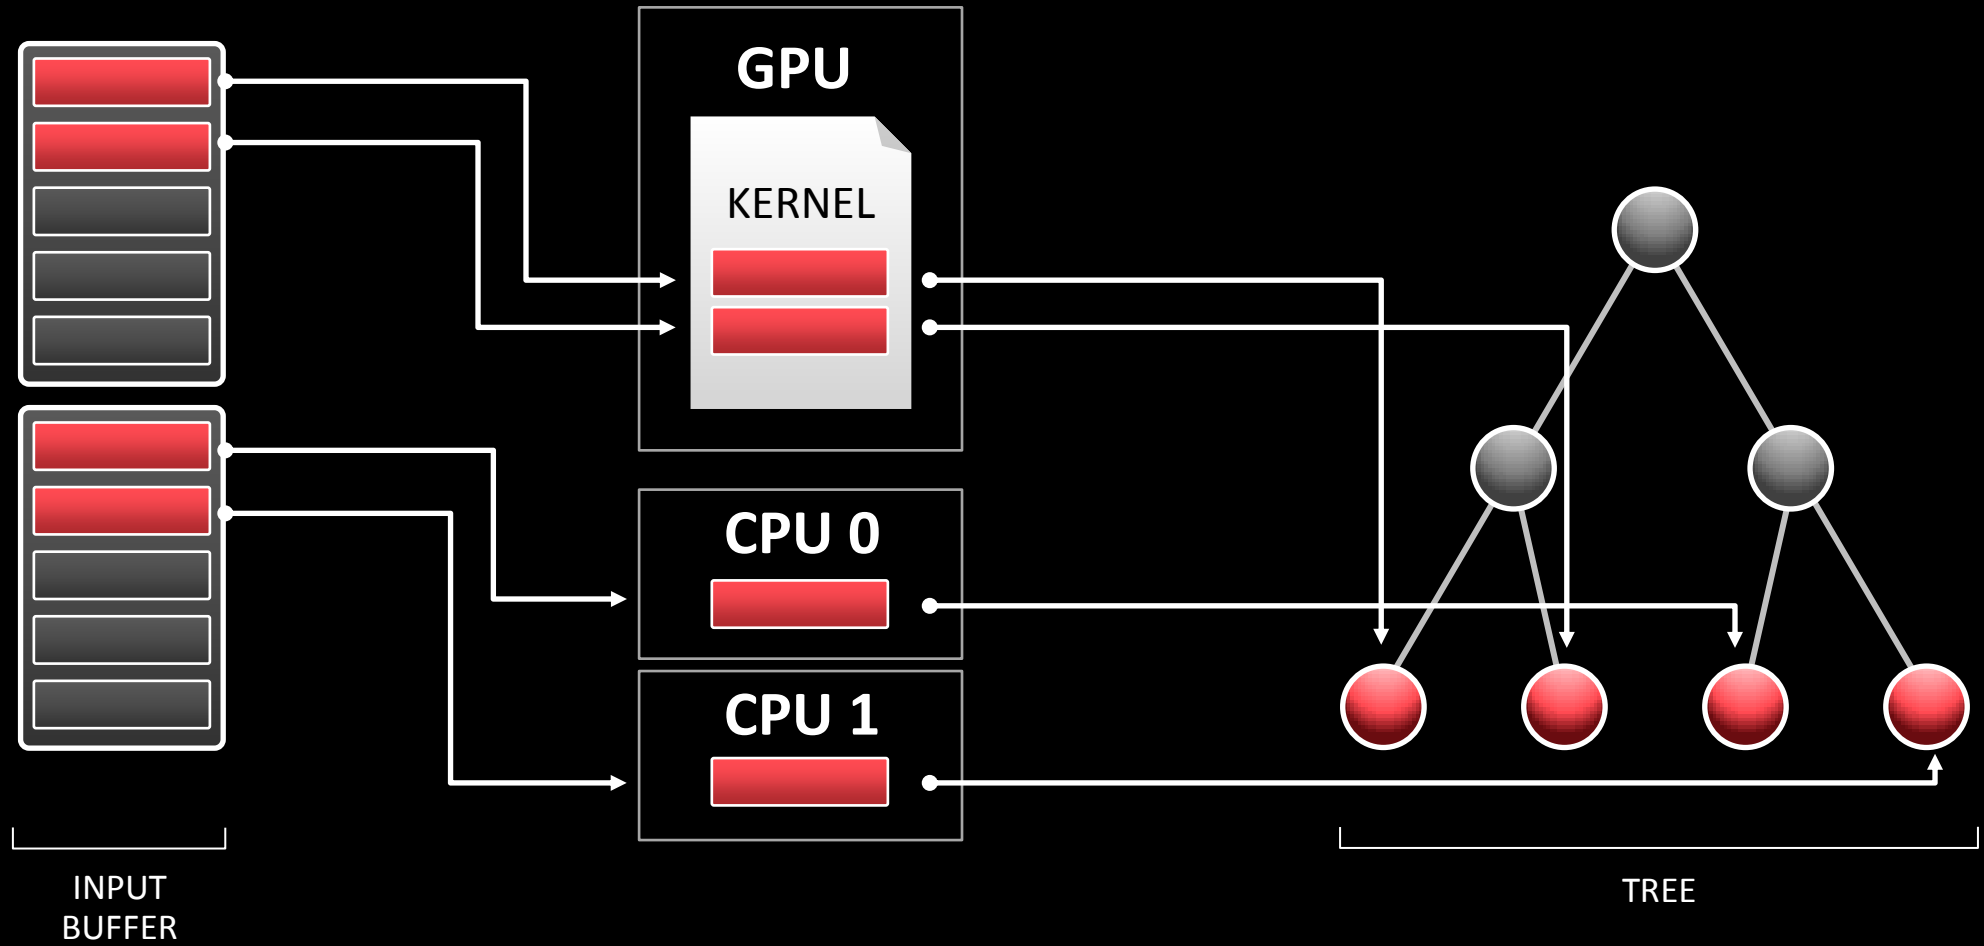 GPU
KERNEL
CPU 0
CPU 1
INPUT
BUFFER
TREE